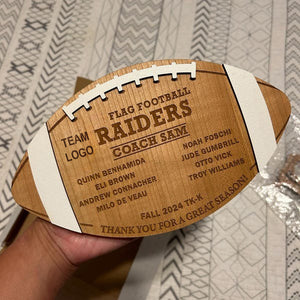 FLAG FOOTBALL
RAIDERS
COACH SAM
TEAM
LOGO
QUINN BENHAMIDA
ELI BROWN
ANDREW CONNACHER
MILO DE VEAU
NOAH FOSCHI
JUDE GUMBRILL
OTTO VICK
TROY WILLIAMS
FALL 2024 TK-K
THANK YOU FOR A GREAT SEASON!